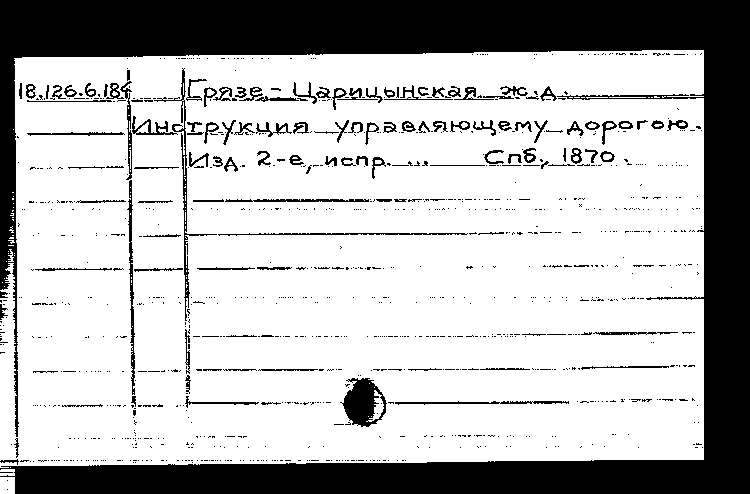 18.126.6.184 Грязе-Царицынская ж.д.
Инструкция управляющему дорогою.
Изд. 2-е, испр. ... Спб., 1870.